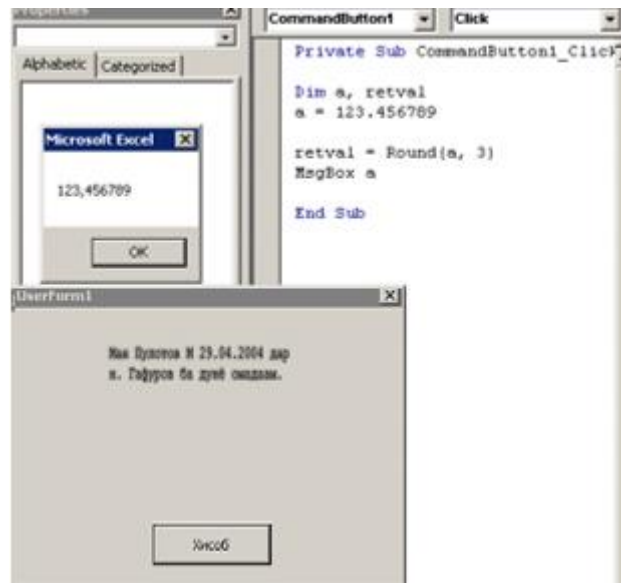 Properties
CommandButton1
Click
Alphabetic
Categorized
Private Sub CommandButton1_Click
Dim a, retval
a = 123.456789
retval = Round(a, 3)
MsgBox a
End Sub
Microsoft Excel
123,456789
OK
UserForm1
Ман Пулотов М 29.04.2004 дар
н. Гафуров ба дунё омадаам.
Хисоб